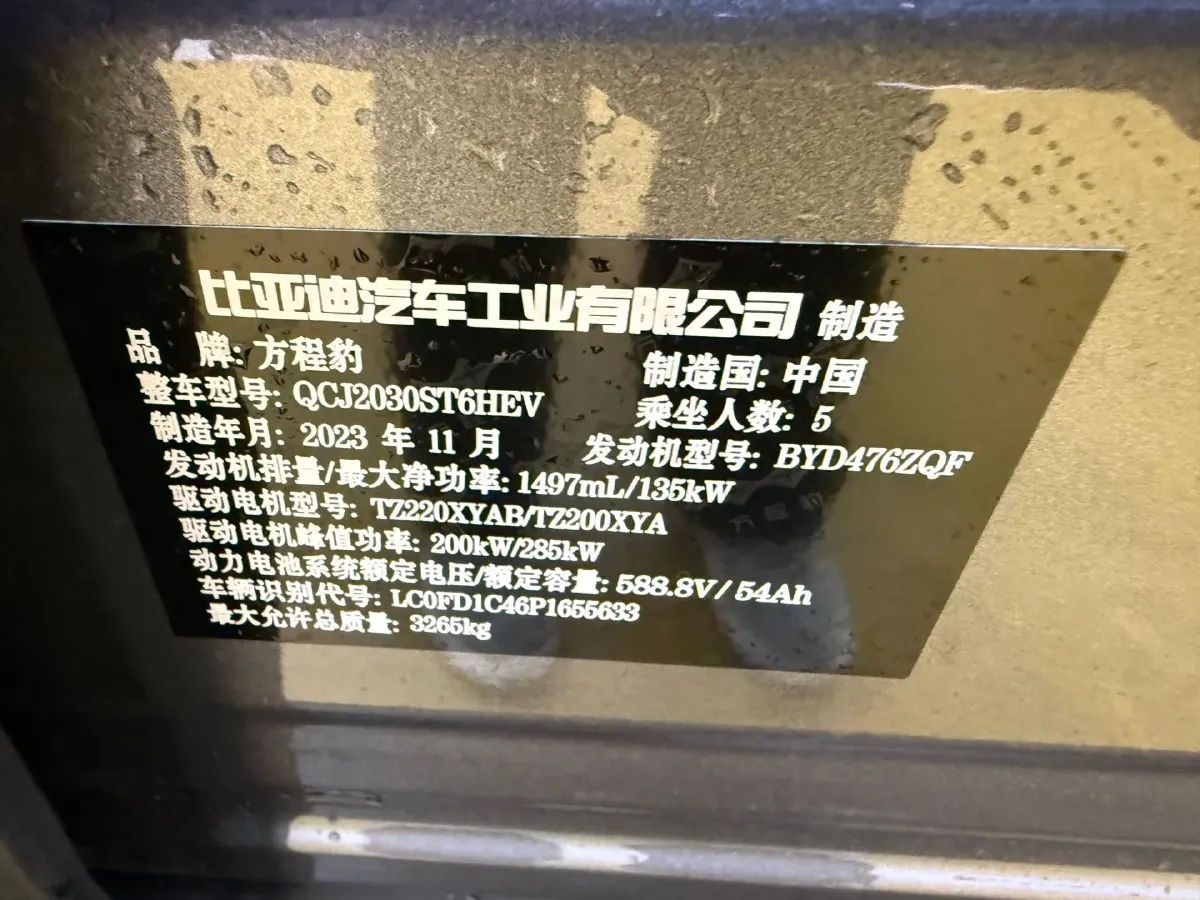 比亚迪汽车工业有限公司 制造
品 牌: 方程豹 制造国: 中国
整车型号: QCJ2030ST6HEV 乘坐人数: 5
制造年月: 2023 年 11 月 发动机型号: BYD476ZQF
发动机排量/最大净功率: 1497mL/135kW
驱动电机型号: TZ220XYAB/TZ200XYA
驱动电机峰值功率: 200kW/285kW
动力电池系统额定电压/额定容量: 588.8V/ 54Ah
车辆识别代号: LC0FD1C46P1655633
最大允许总质量: 3265kg